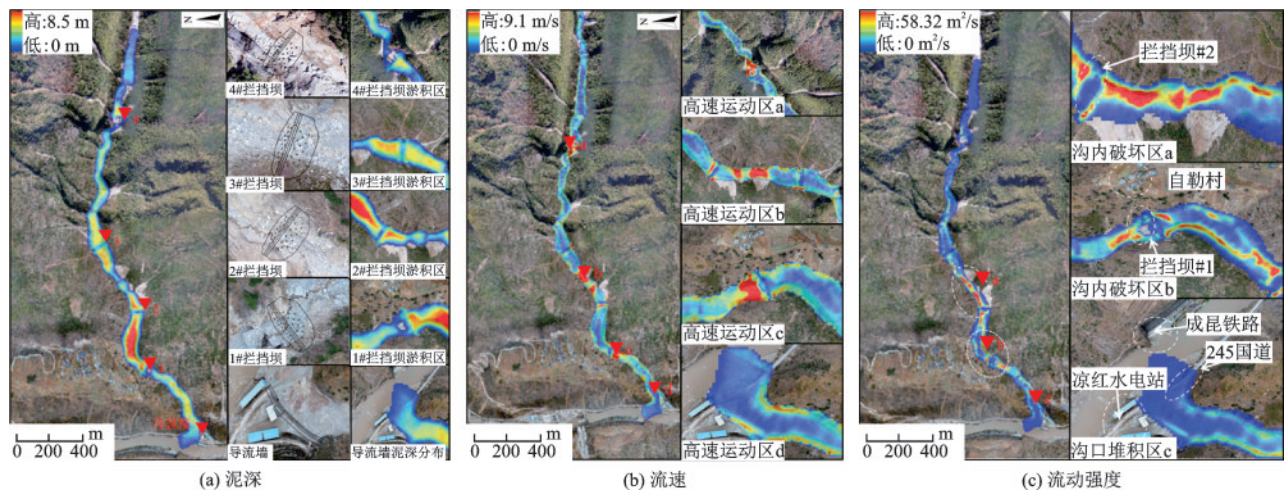 高:8.5 m
低:0 m
N
4#拦挡坝
4#拦挡坝淤积区
3#拦挡坝
3#拦挡坝淤积区
2#拦挡坝
2#拦挡坝淤积区
1#拦挡坝
1#拦挡坝淤积区
导流墙
导流墙泥深分布
m
0 200 400
(a) 泥深
高:9.1 m/s
低:0 m/s
N
高速运动区a
高速运动区b
高速运动区c
高速运动区d
m
0 200 400
(b) 流速
高:58.32 m²/s
低:0 m²/s
拦挡坝#2
沟内破坏区a
自勒村
拦挡坝#1
沟内破坏区b
成昆铁路
245国道
凉红水电站
沟口堆积区c
m
0 200 400
(c) 流动强度